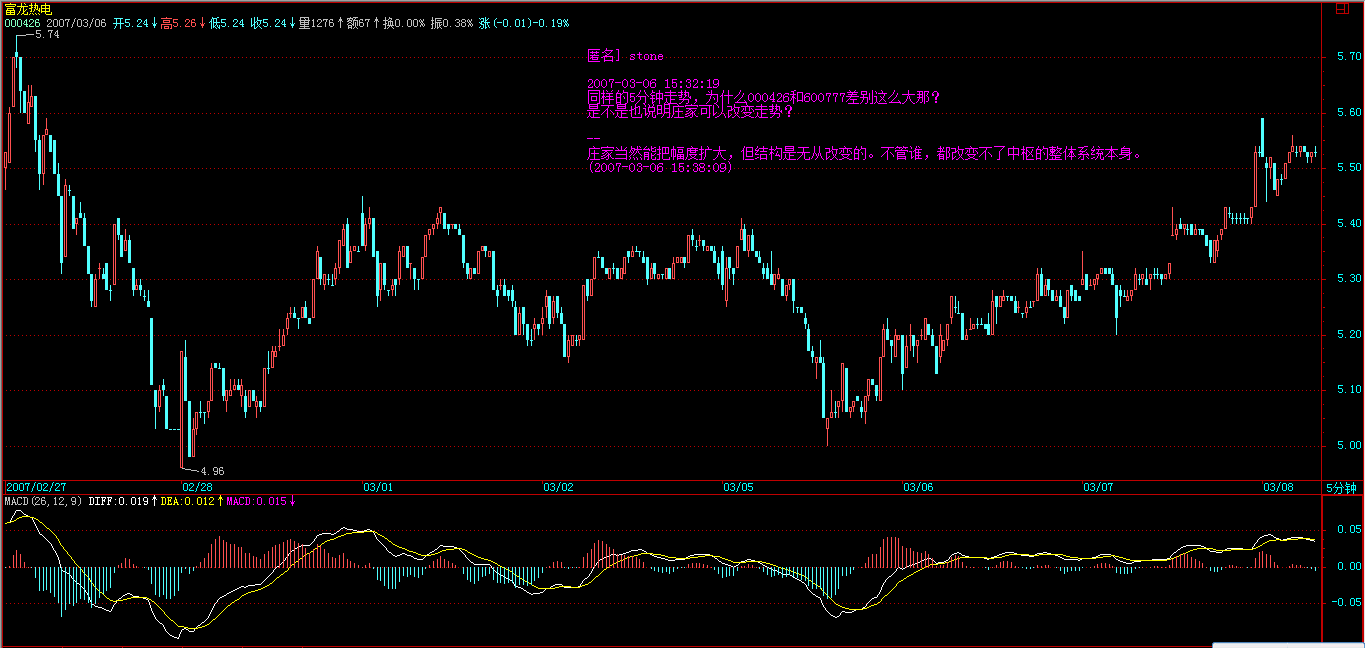 富龙热电
000426 2007/03/06 开5.24↓高5.26↓低5.24 收5.24↓量1276↑额67↑换0.00% 振0.38% 涨(-0.01)-0.19%
5.74
匿名] stone
5.70
2007-03-06 15:32:19
同样的5分钟走势，为什么000426和600777差别这么大那？
是不是也说明庄家可以改变走势？
5.60
—
庄家当然能把幅度扩大，但结构是无从改变的。不管谁，都改变不了中枢的整体系统本身。
(2007-03-06 15:38:09)
5.50
5.40
5.30
5.20
5.10
5.00
4.96
2007/02/27 02/28 03/01 03/02 03/05 03/06 03/07 03/08 5分钟
MACD(26,12,9) DIFF:0.019↑DEA:0.012↑MACD:0.015↓
0.05
0.00
-0.05